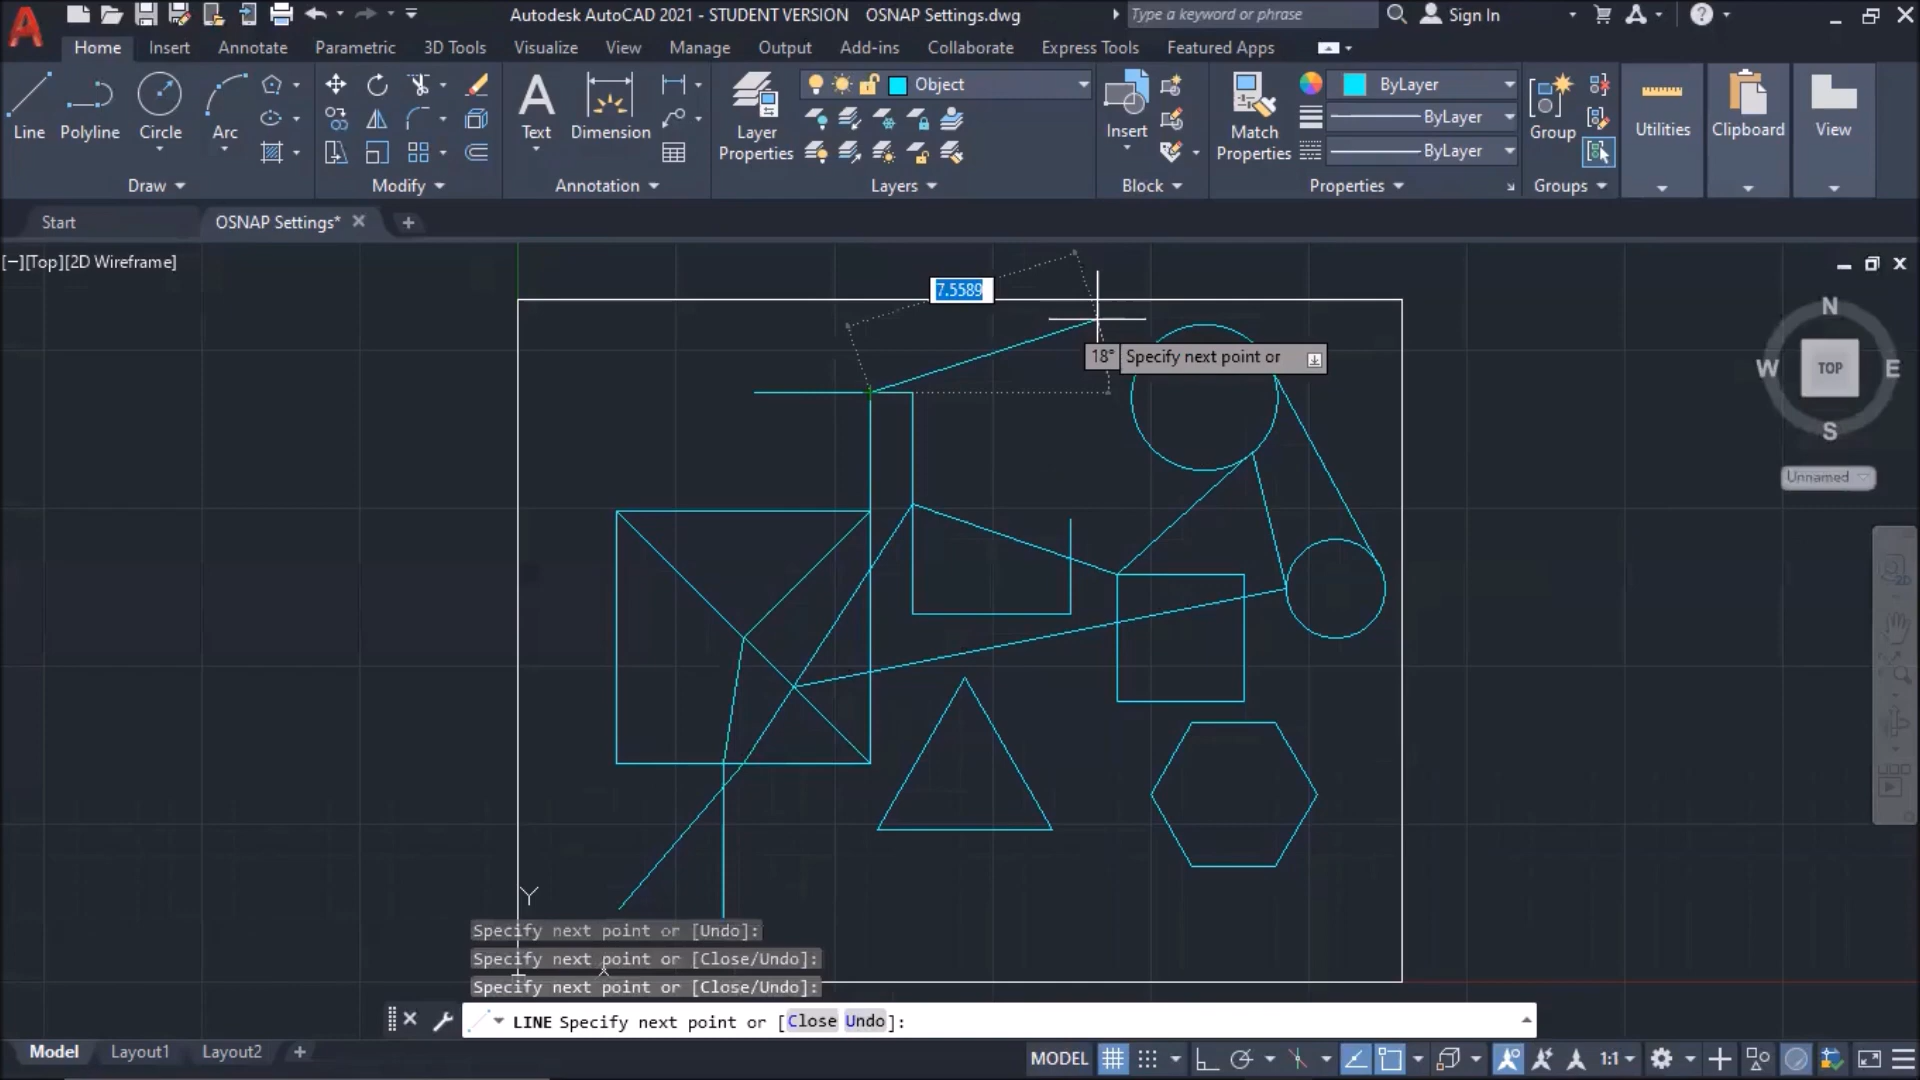 Autodesk AutoCAD 2021 - STUDENT VERSION OSNAP Settings.dwg
Type a keyword or phrase
Sign In
Home Insert Annotate Parametric 3D Tools Visualize View Manage Output Add-ins Collaborate Express Tools Featured Apps
Line Polyline Circle Arc
Text Dimension
Layer
Properties
Object
Insert
Match
Properties
ByLayer
ByLayer
ByLayer
Group
Utilities
Clipboard
View
Draw Modify Annotation Layers Block Properties Groups
Start OSNAP Settings*
[−][Top][2D Wireframe]
7.5589
18° Specify next point or
N
W TOP E
S
Unnamed
Y
X
Specify next point or [Undo]:
Specify next point or [Close/Undo]:
Specify next point or [Close/Undo]:
LINE Specify next point or [Close Undo]:
Model Layout1 Layout2
MODEL 1:1